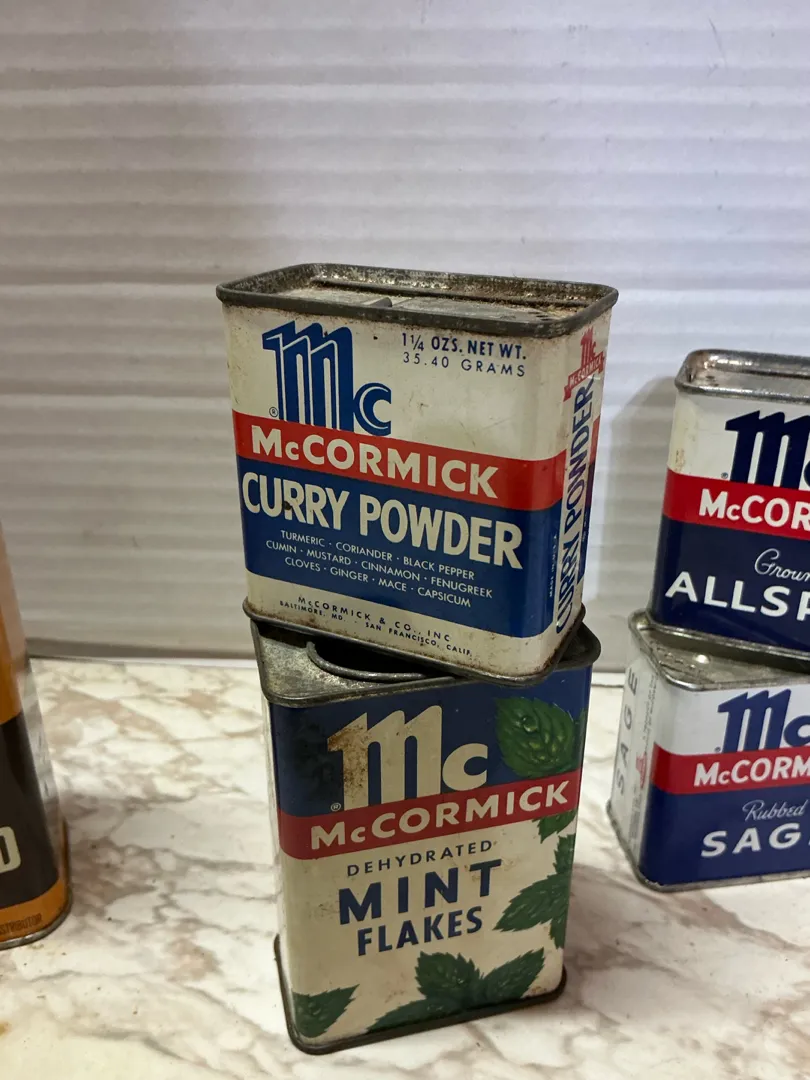 Mc
1¼ OZS. NET WT.
35.40 GRAMS
®
McCORMICK
CURRY POWDER
TURMERIC · CORIANDER · BLACK PEPPER
CUMIN · MUSTARD · CINNAMON · FENUGREEK
CLOVES · GINGER · MACE · CAPSICUM
McCORMICK & CO., INC
BALTIMORE, MD. · SAN FRANCISCO, CALIF.
Mc
McCORMICK
CURRY POWDER
Mc
®
McCORMICK
DEHYDRATED
MINT
FLAKES
Mc
McCOR
Groun
ALLSP
SAGE
Mc
McCORM
Rubbed
SAG
D
STRIBUTOR